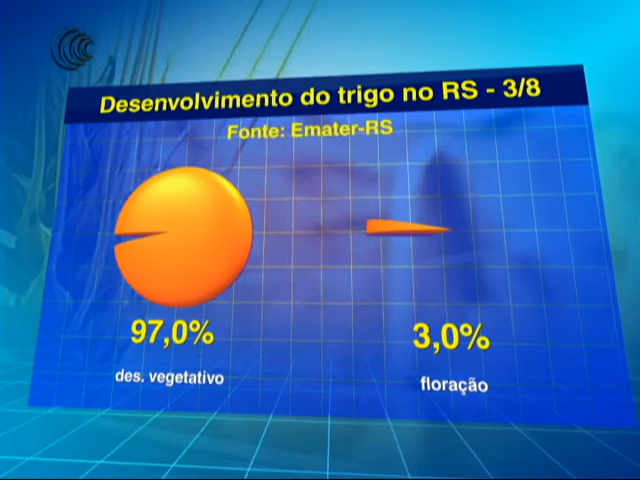 Desenvolvimento do trigo no RS - 3/8
Fonte: Emater-RS
97,0%
3,0%
des. vegetativo
floração